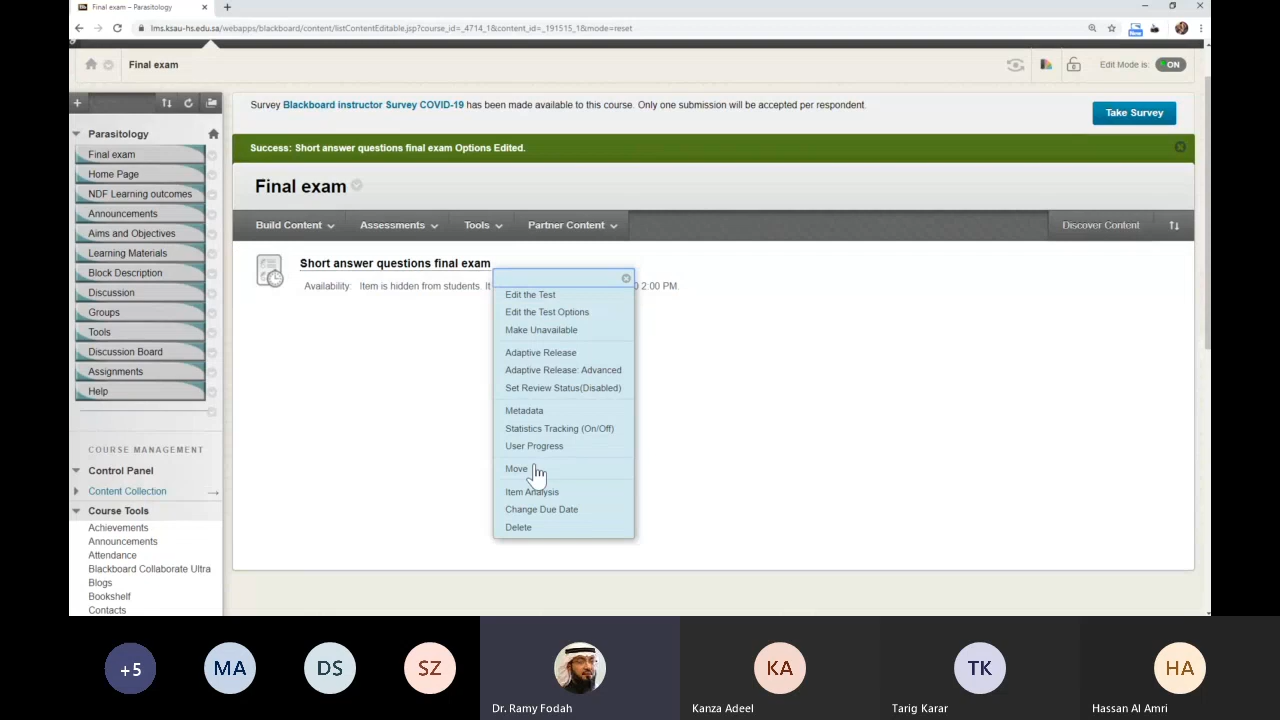 Final exam – Parasitology
lms.ksau-hs.edu.sa/webapps/blackboard/content/listContentEditable.jsp?course_id=_4714_1&content_id=_191515_1&mode=reset
New
Final exam
Edit Mode is: ON
Survey Blackboard instructor Survey COVID-19 has been made available to this course. Only one submission will be accepted per respondent.
Take Survey
Success: Short answer questions final exam Options Edited.
Parasitology
Final exam
Home Page
NDF Learning outcomes
Announcements
Aims and Objectives
Learning Materials
Block Description
Discussion
Groups
Tools
Discussion Board
Assignments
Help
COURSE MANAGEMENT
Control Panel
Content Collection
Course Tools
Achievements
Announcements
Attendance
Blackboard Collaborate Ultra
Blogs
Bookshelf
Contacts
Final exam
Build Content Assessments Tools Partner Content Discover Content
Short answer questions final exam
Availability: Item is hidden from students. It 0 2:00 PM.
Edit the Test
Edit the Test Options
Make Unavailable
Adaptive Release
Adaptive Release: Advanced
Set Review Status(Disabled)
Metadata
Statistics Tracking (On/Off)
User Progress
Move
Item Analysis
Change Due Date
Delete
+5 MA DS SZ KA TK HA
Dr. Ramy Fodah Kanza Adeel Tarig Karar Hassan Al Amri